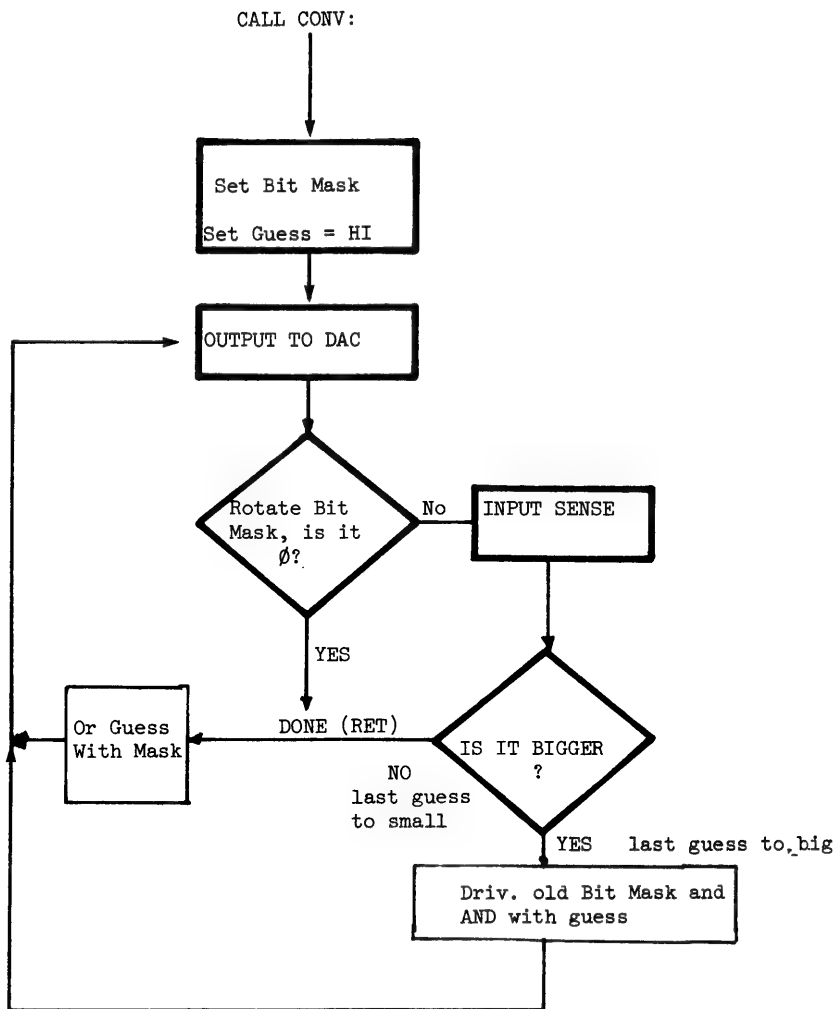 CALL CONV:
Set Bit Mask
Set Guess = HI
OUTPUT TO DAC
Rotate Bit
Mask, is it
Ø?
No
INPUT SENSE
YES
Or Guess
With Mask
DONE (RET)
IS IT BIGGER
?
NO
last guess
to small
YES last guess to big
Driv. old Bit Mask and
AND with guess